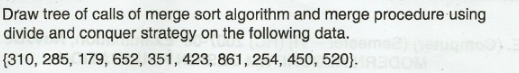 Draw tree of calls of merge sort algorithm and merge procedure using
divide and conquer strategy on the following data.
{310, 285, 179, 652, 351, 423, 861, 254, 450, 520}.